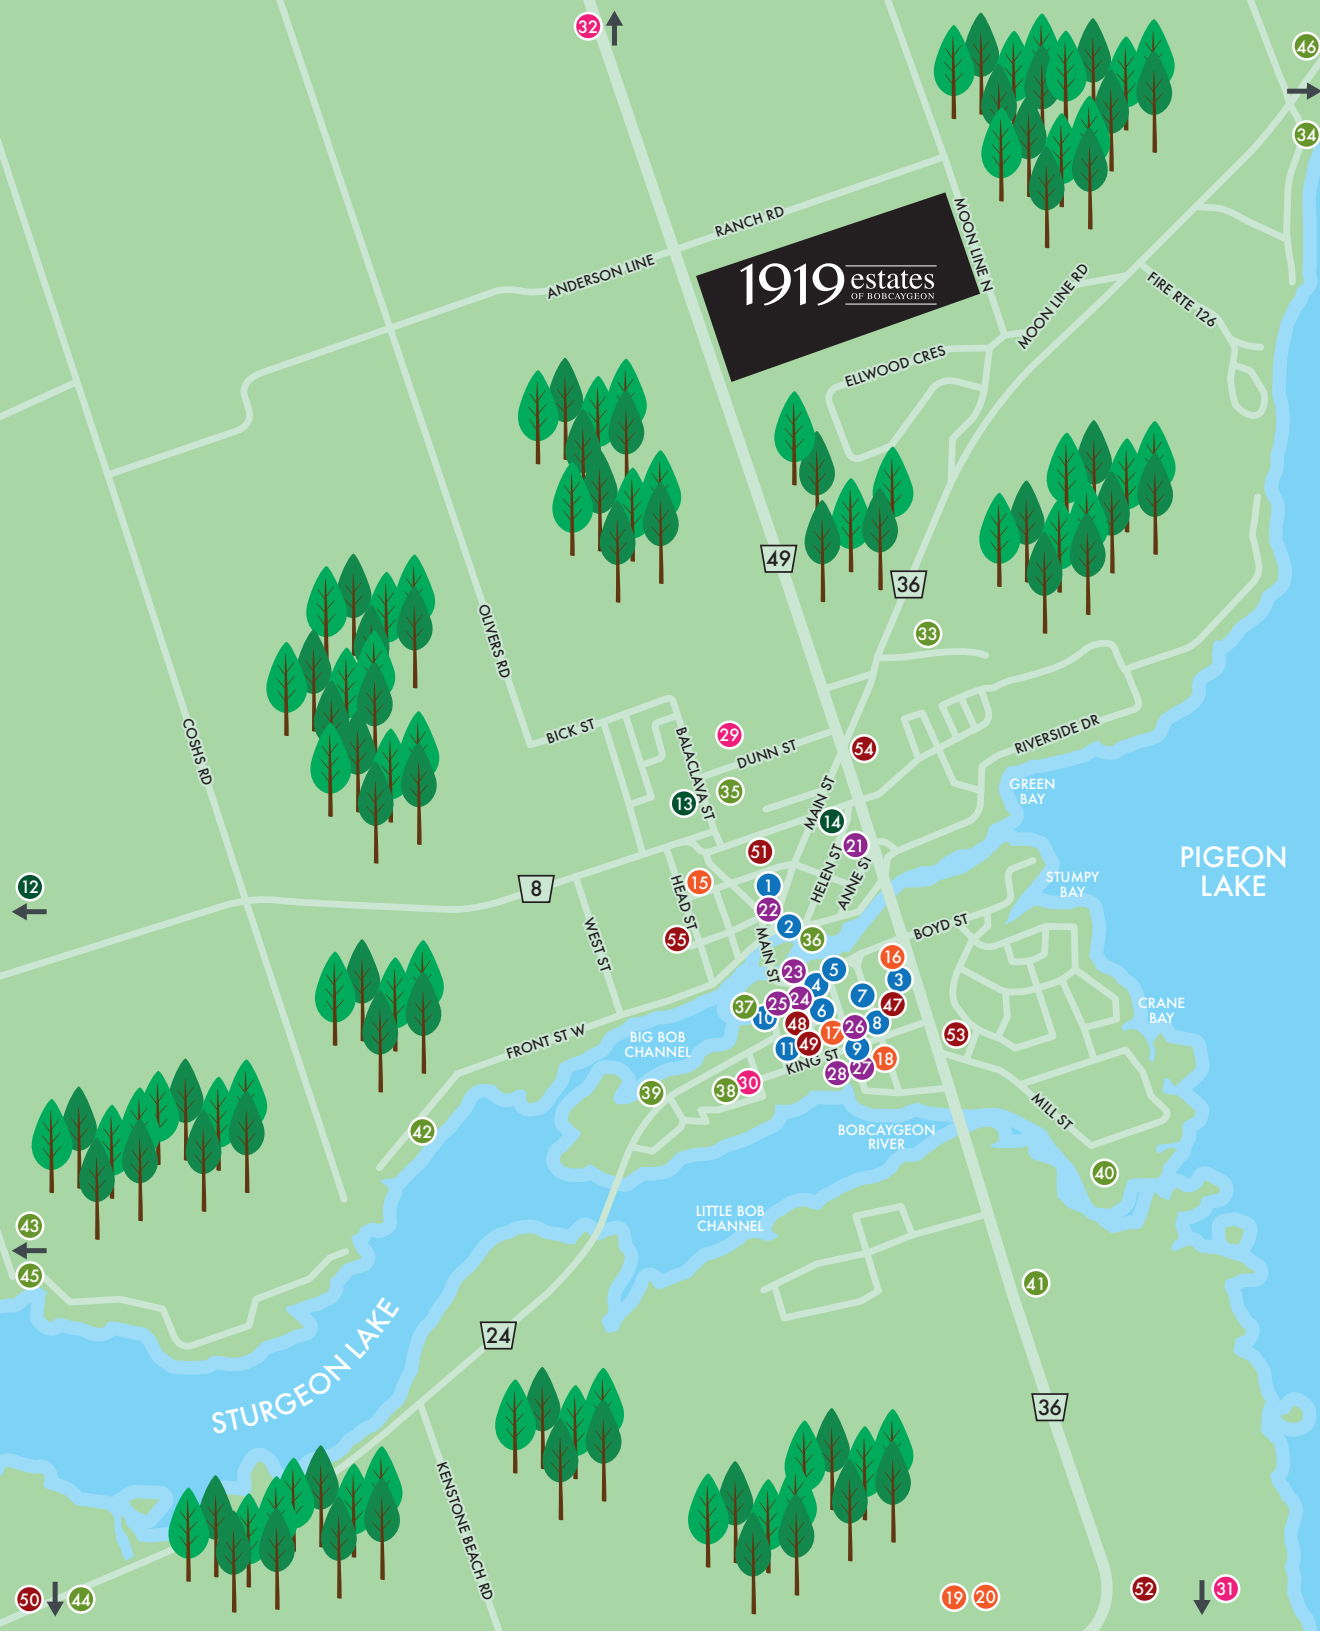 32
46
34
RANCH RD
MOON LINE N
ANDERSON LINE
1919 estates
OF BOBCAYGEON
MOON LINE RD
FIRE RTE 126
ELLWOOD CRES
49
36
33
OLIVERS RD
COSHS RD
BICK ST
BALACLAVA ST
29
DUNN ST
54
RIVERSIDE DR
35
13
MAIN ST
14
GREEN
BAY
21
51
HELEN ST
ANNE ST
PIGEON
LAKE
12
8
15
1
STUMPY
BAY
HEAD ST
22
2
36
55
WEST ST
MAIN ST
BOYD ST
16
23
5
3
4
7
24
25
37
10
6
47
CRANE
BAY
48
17
26
8
53
FRONT ST W
BIG BOB
CHANNEL
11
49
9
KING ST
18
28
27
30
38
39
MILL ST
42
BOBCAYGEON
RIVER
40
LITTLE BOB
CHANNEL
43
45
41
STURGEON LAKE
24
36
KENSTONE BEACH RD
50
44
19
20
52
31